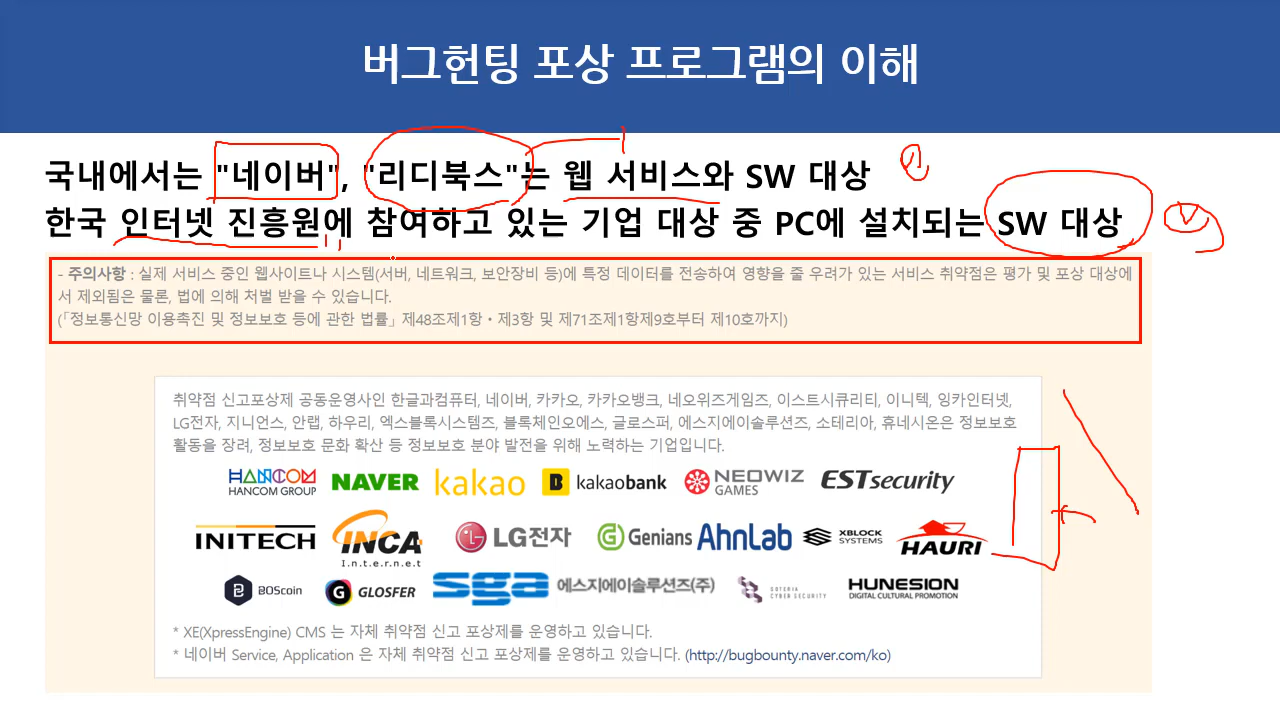 버그헌팅 포상 프로그램의 이해
국내에서는 "네이버", "리디북스"는 웹 서비스와 SW 대상
한국 인터넷 진흥원에 참여하고 있는 기업 대상 중 PC에 설치되는 SW 대상
- 주의사항 : 실제 서비스 중인 웹사이트나 시스템(서버, 네트워크, 보안장비 등)에 특정 데이터를 전송하여 영향을 줄 우려가 있는 서비스 취약점은 평가 및 포상 대상에
서 제외됨은 물론, 법에 의해 처벌 받을 수 있습니다.
(「정보통신망 이용촉진 및 정보보호 등에 관한 법률」 제48조제1항・제3항 및 제71조제1항제9호부터 제10호까지)
취약점 신고포상제 공동운영사인 한글과컴퓨터, 네이버, 카카오, 카카오뱅크, 네오위즈게임즈, 이스트시큐리티, 이니텍, 잉카인터넷,
LG전자, 지니언스, 안랩, 하우리, 엑스블록시스템즈, 블록체인오에스, 글로스퍼, 에스지에이솔루션즈, 소테리아, 휴네시온은 정보보호
활동을 장려, 정보보호 문화 확산 등 정보보호 분야 발전을 위해 노력하는 기업입니다.
HANCOM HANCOM GROUP NAVER kakao B kakaobank NEOWIZ GAMES ESTsecurity
INITECH INCA Internet LG전자 Genians AhnLab XBLOCK SYSTEMS HAURI
BOScoin GLOSFER sga 에스지에이솔루션즈(주) SOTERIA CYBER SECURITY HUNESION DIGITAL CULTURAL PROMOTION
* XE(XpressEngine) CMS 는 자체 취약점 신고 포상제를 운영하고 있습니다.
* 네이버 Service, Application 은 자체 취약점 신고 포상제를 운영하고 있습니다. (http://bugbounty.naver.com/ko)